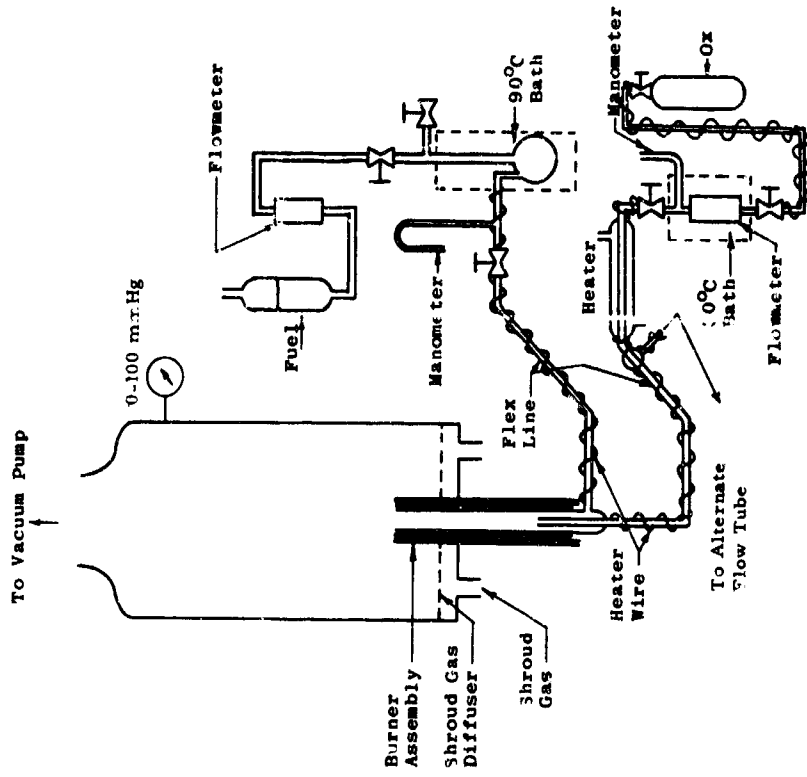 To Vacuum Pump
0-100 mmHg
Flowmeter
Fuel
Manometer
90°C
Bath
Manometer
Ox
Heater
Bath
Flowmeter
Flex
Line
Heater
Wire
To Alternate
Flow Tube
Burner
Assembly
Shroud Gas
Diffuser
Shroud
Gas